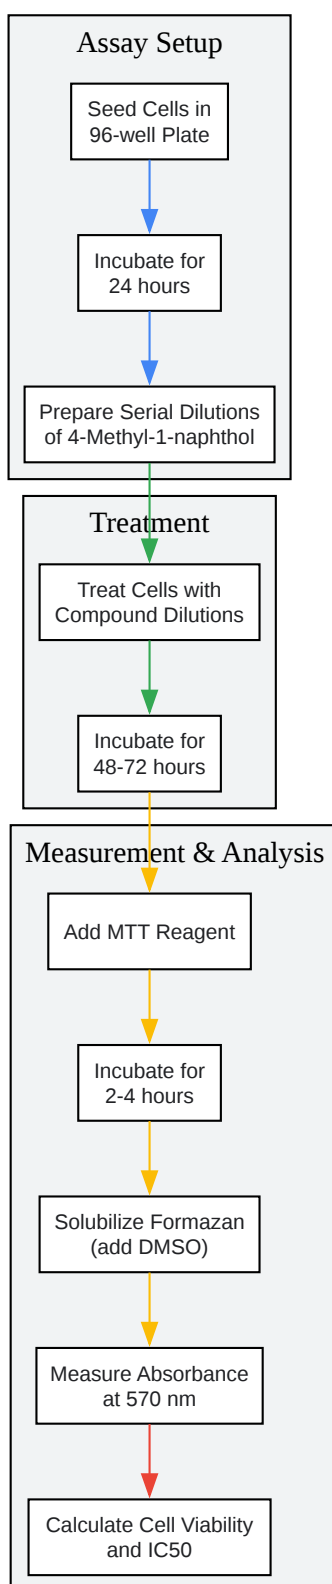 Assay Setup
Seed Cells in
96-well Plate
Incubate for
24 hours
Prepare Serial Dilutions
of 4-Methyl-1-naphthol
Treatment
Treat Cells with
Compound Dilutions
Incubate for
48-72 hours
Measurement & Analysis
Add MTT Reagent
Incubate for
2-4 hours
Solubilize Formazan
(add DMSO)
Measure Absorbance
at 570 nm
Calculate Cell Viability
and IC50